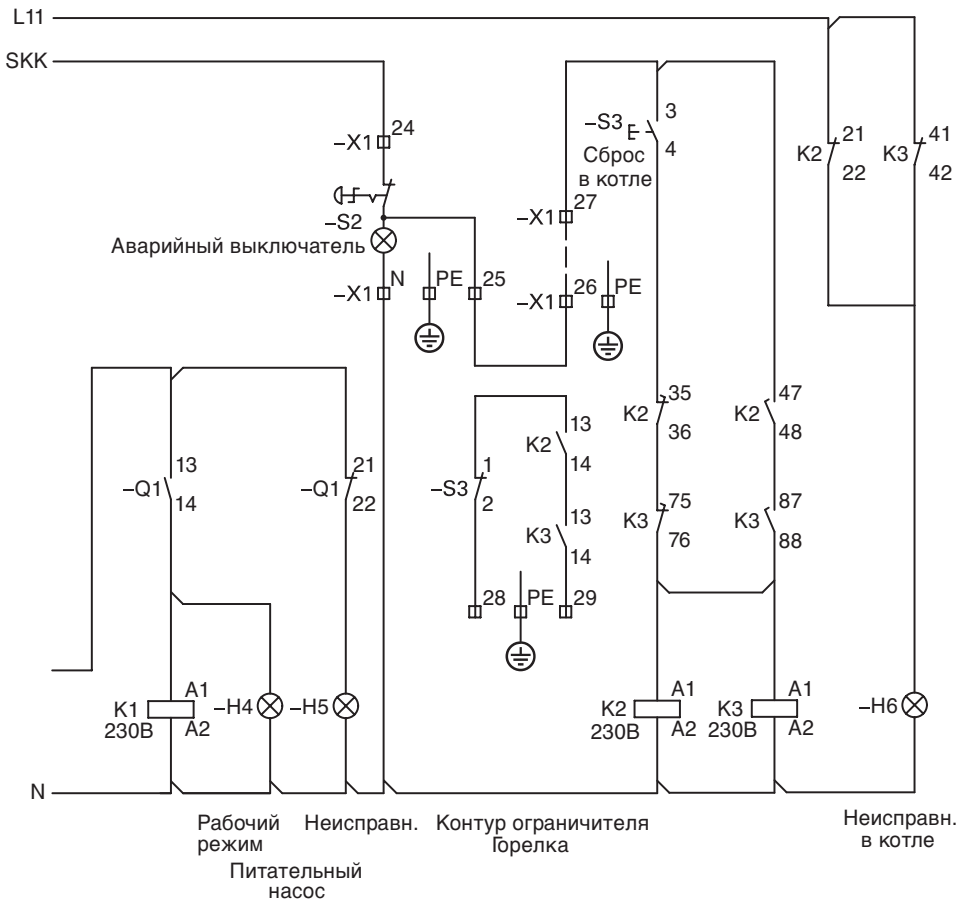 L11
SKK
24
–X1
–S2
Аварийный выключатель
–X1
N
PE
25
–S3
3
4
Сброс
в котле
27
–X1
26
–X1
PE
K2
21
22
K3
41
42
13
–Q1
14
21
–Q1
22
1
–S3
2
13
K2
14
13
K3
14
28
PE
29
35
K2
36
47
K2
48
75
K3
76
87
K3
88
A1
K1
230В
A2
–H4
–H5
A1
K2
230В
A2
A1
K3
230В
A2
–H6
N
Рабочий
режим
Неисправн.
Питательный
насос
Контур ограничителя
Горелка
Неисправн.
в котле